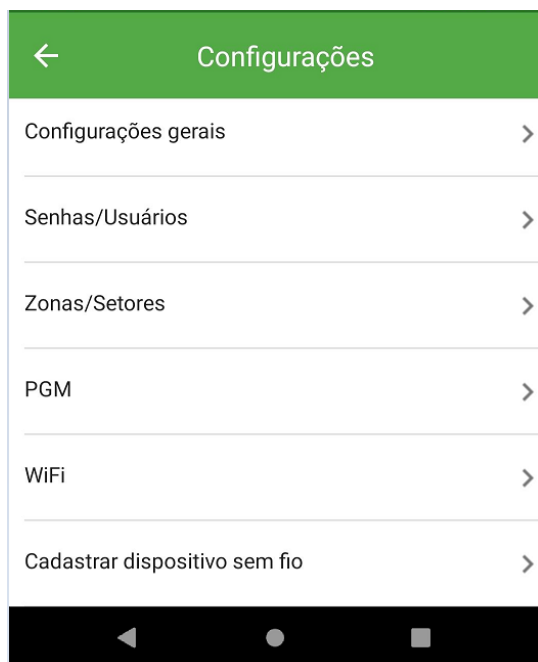 Configurações
Configurações gerais
Senhas/Usuários
Zonas/Setores
PGM
WiFi
Cadastrar dispositivo sem fio